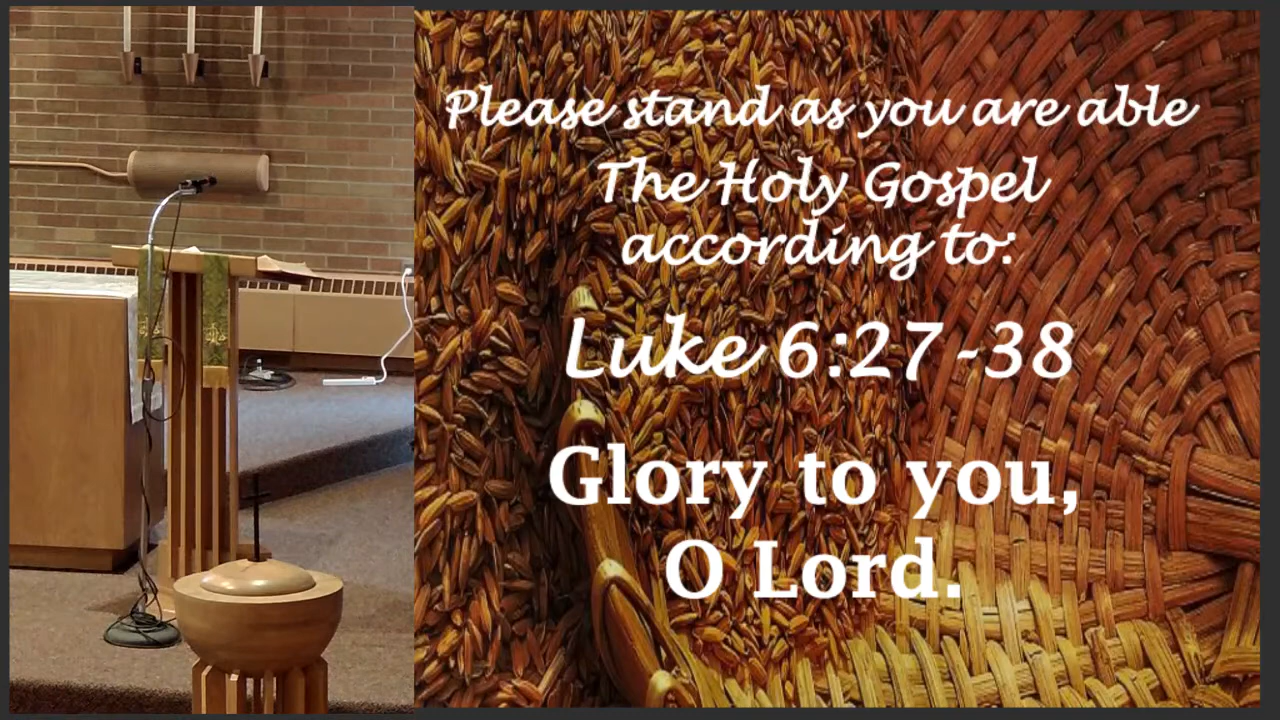 Please stand as you are able
The Holy Gospel
according to:
Luke 6:27-38
Glory to you,
O Lord.